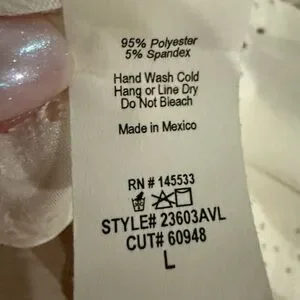 95% Polyester
5% Spandex
Hand Wash Cold
Hang or Line Dry
Do Not Bleach
Made in Mexico
RN # 145533
STYLE# 23603AVL
CUT# 60948
L